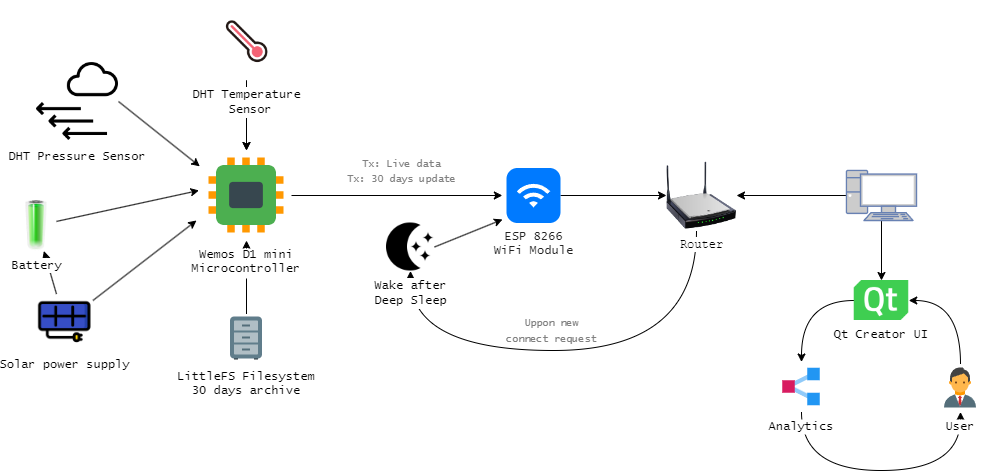 DHT Temperature
Sensor
DHT Pressure Sensor
Tx: Live data
Tx: 30 days update
ESP 8266
WiFi Module
Router
Wemos D1 mini
Microcontroller
Battery
Wake after
Deep Sleep
Uppon new
connect request
Qt
Qt Creator UI
Solar power supply
LittleFS Filesystem
30 days archive
Analytics
User